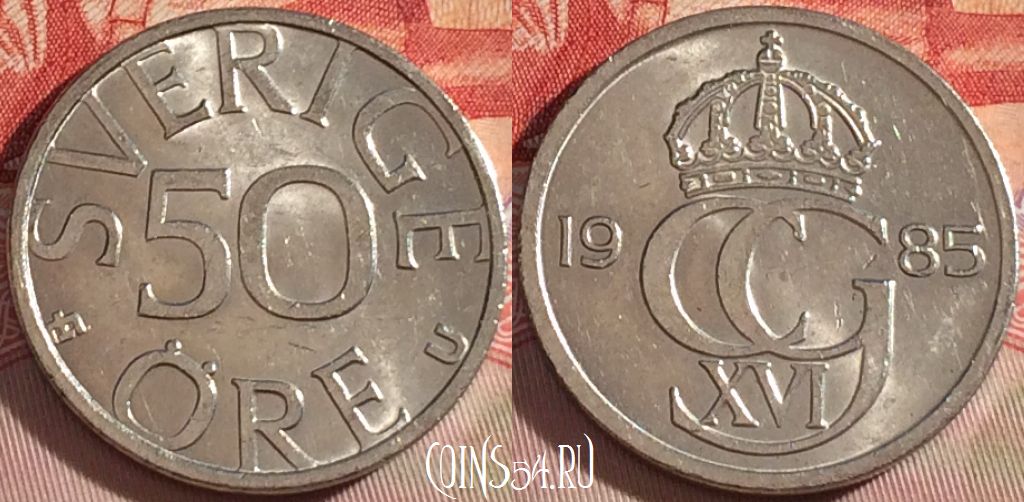 SVERIGE
50
E U
ÖRE
19 85
CG
XVI
COINS54.RU